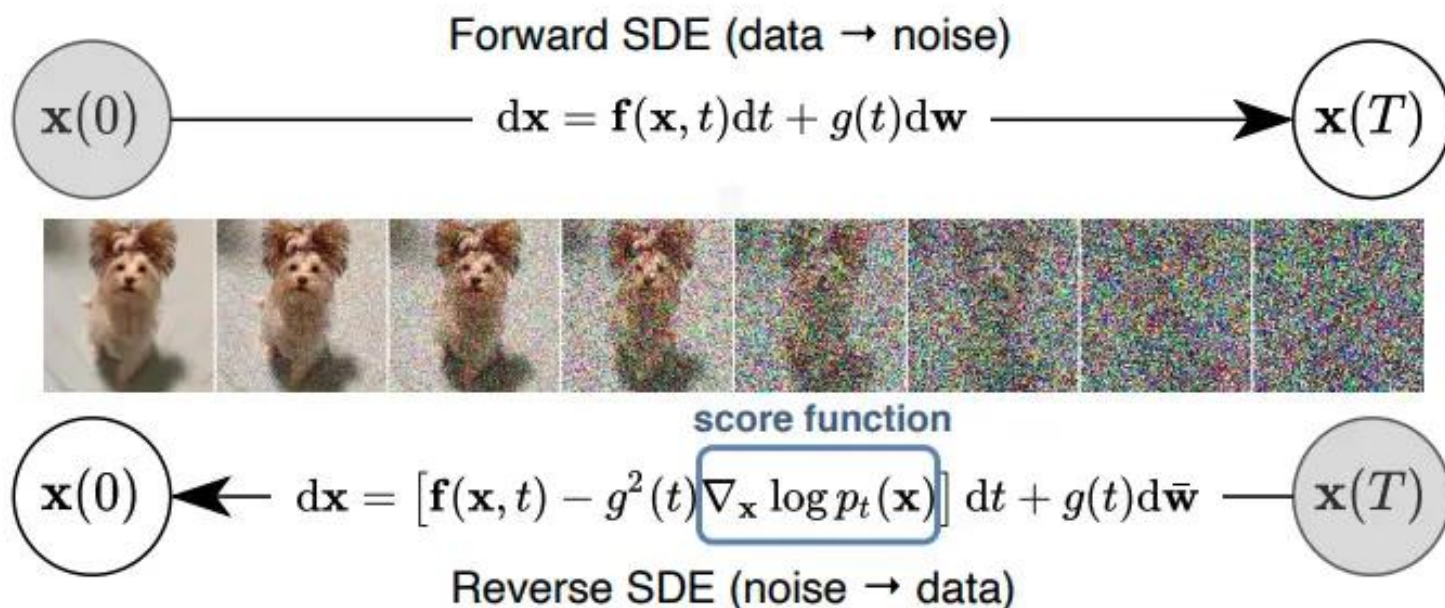 Forward SDE (data → noise)
x(0) dx = f(x, t)dt + g(t)dw x(T)
score function
x(0) dx = [f(x, t) − g²(t)∇ₓ log pₜ(x)] dt + g(t)dw̄ x(T)
Reverse SDE (noise → data)